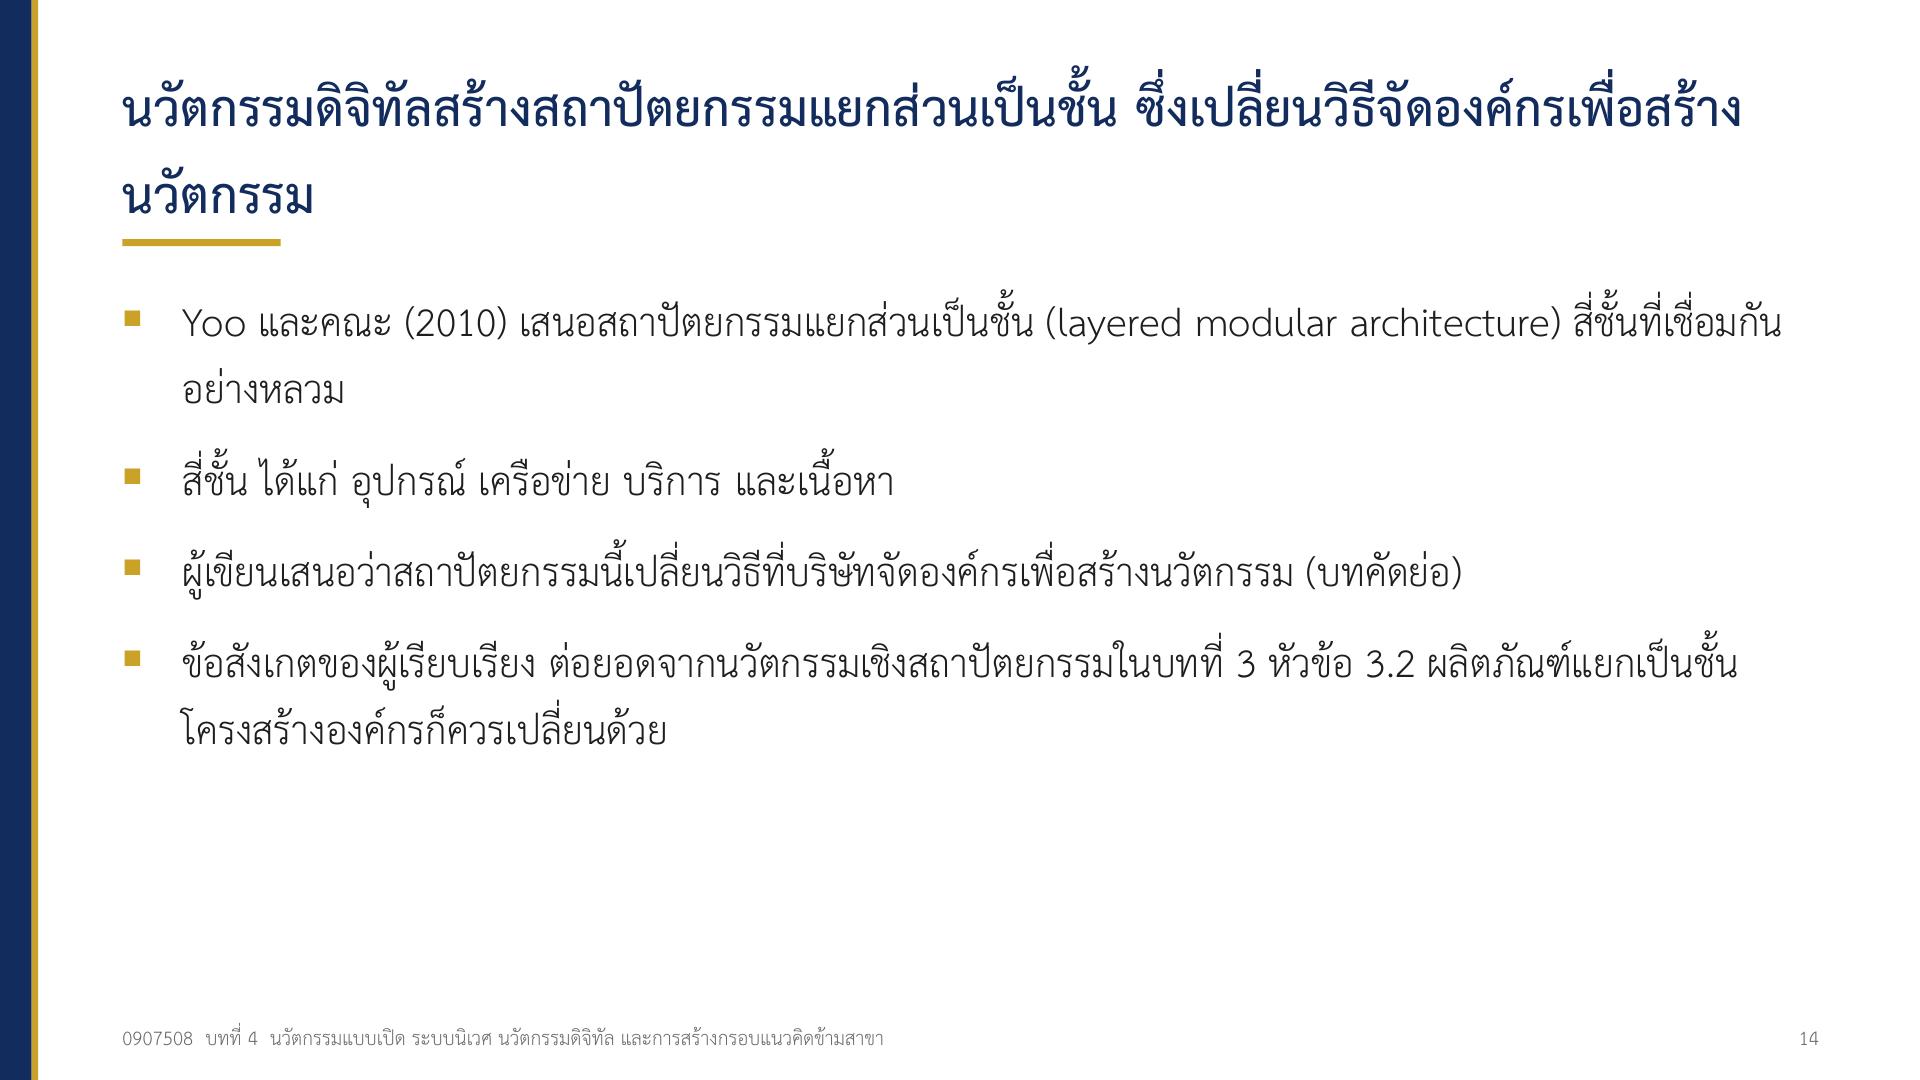 นวัตกรรมดิจิทัลสร้างสถาปัตยกรรมแยกส่วนเป็นชั้น ซึ่งเปลี่ยนวิธีจัดองค์กรเพื่อสร้าง
นวัตกรรม
▪ Yoo และคณะ (2010) เสนอสถาปัตยกรรมแยกส่วนเป็นชั้น (layered modular architecture) สี่ชั้นที่เชื่อมกัน
อย่างหลวม
▪ สี่ชั้น ได้แก่ อุปกรณ์ เครือข่าย บริการ และเนื้อหา
▪ ผู้เขียนเสนอว่าสถาปัตยกรรมนี้เปลี่ยนวิธีที่บริษัทจัดองค์กรเพื่อสร้างนวัตกรรม (บทคัดย่อ)
▪ ข้อสังเกตของผู้เรียบเรียง ต่อยอดจากนวัตกรรมเชิงสถาปัตยกรรมในบทที่ 3 หัวข้อ 3.2 ผลิตภัณฑ์แยกเป็นชั้น
โครงสร้างองค์กรก็ควรเปลี่ยนด้วย
0907508 บทที่ 4 นวัตกรรมแบบเปิด ระบบนิเวศ นวัตกรรมดิจิทัล และการสร้างกรอบแนวคิดข้ามสาขา
14